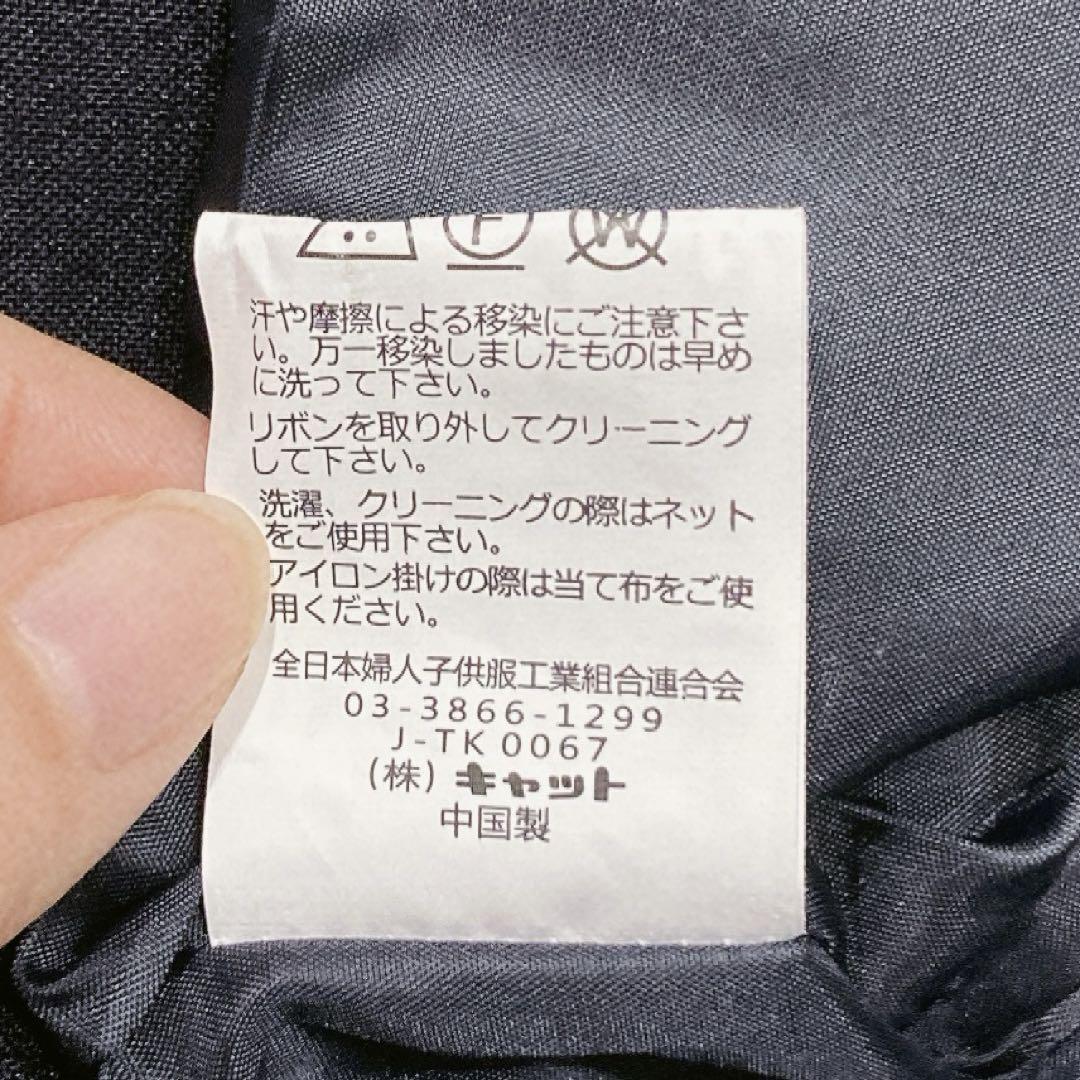 F
W
汗や摩擦による移染にご注意下さ
い。万一移染しましたものは早め
に洗って下さい。
リボンを取り外してクリーニング
して下さい。
洗濯、クリーニングの際はネット
をご使用下さい。
アイロン掛けの際は当て布をご使
用ください。
全日本婦人子供服工業組合連合会
03-3866-1299
J-TK0067
(株)キャット
中国製